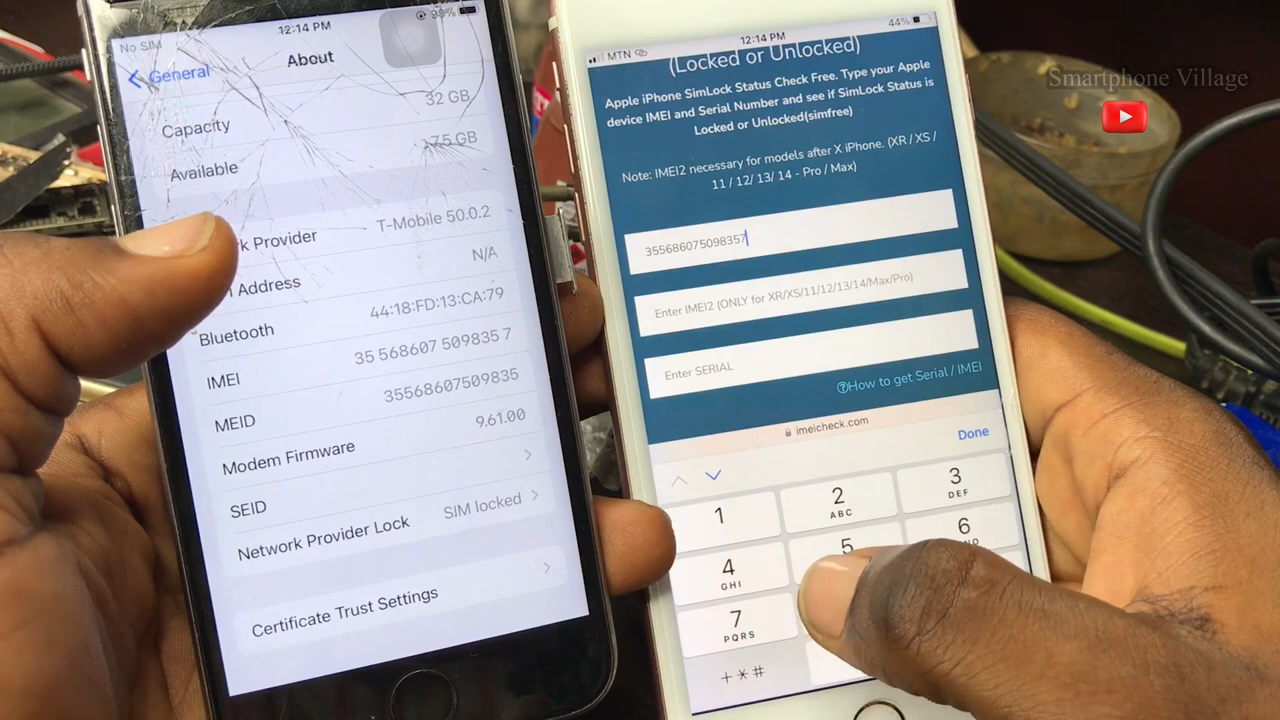 No SIM
12:14 PM
93%
General
About
Capacity
32 GB
Available
Provider
T-Mobile 50.0.2
Address
N/A
Bluetooth
44:18:FD:13:CA:79
IMEI
35 568607 509835 7
MEID
35568607509835
Modem Firmware
9.61.00
SEID
Network Provider Lock
SIM locked
Certificate Trust Settings
MTN
12:14 PM
44%
(Locked or Unlocked)
Apple iPhone SimLock Status Check Free. Type your Apple
device IMEI and Serial Number and see if SimLock Status is
Locked or Unlocked(simfree)
Note: IMEI2 necessary for models after X iPhone. (XR / XS /
11 / 12/ 13/ 14 - Pro / Max)
355686075098357
Enter IMEI2 (ONLY for XR/XS/11/12/13/14/Max/Pro)
Enter SERIAL
How to get Serial / IMEI
imeicheck.com
Done
1
2
ABC
3
DEF
4
GHI
5
6
7
PQRS
+*#
Smartphone Village